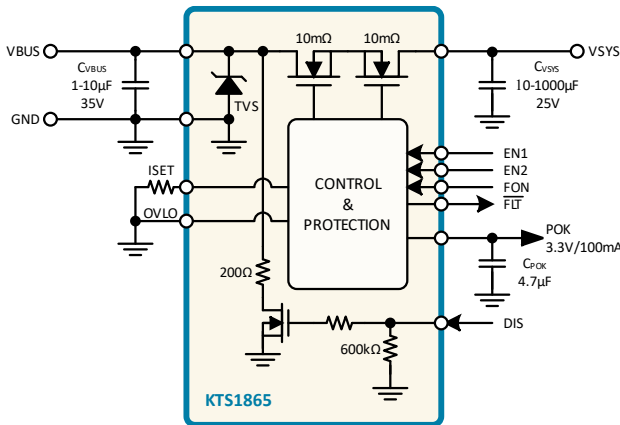 10mΩ 10mΩ
VBUS
VSYS
CVBUS
1-10µF
35V
TVS
CVSYS
10-1000µF
25V
GND
EN1
EN2
FON
FLT
ISET
OVLO
CONTROL
&
PROTECTION
POK
3.3V/100mA
CPOK
4.7µF
200Ω
DIS
600kΩ
KTS1865